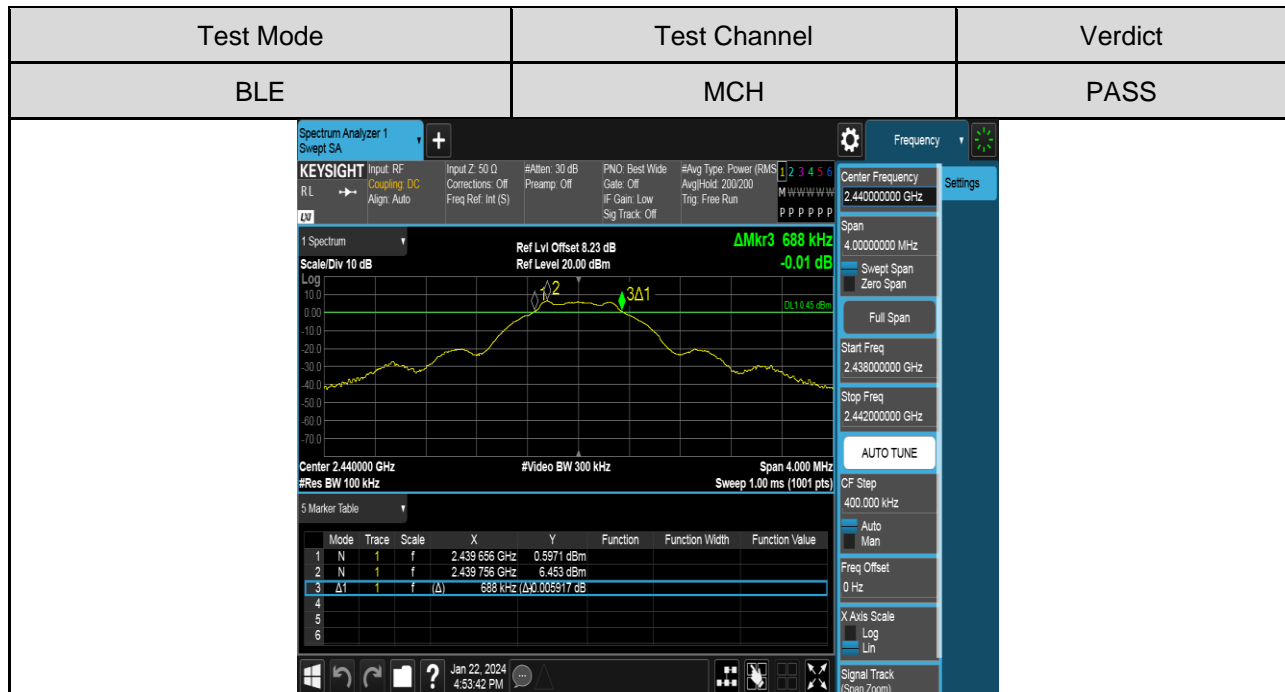 Test Mode Test Channel Verdict
BLE MCH PASS
Spectrum Analyzer 1
Swept SA
+
Frequency
KEYSIGHT Input: RF Input Z: 50 Ω #Atten: 30 dB PNO: Best Wide #Avg Type: Power (RMS 1 2 3 4 5 6
RL Coupling: DC Corrections: Off Preamp: Off Gate: Off Avg|Hold: 200/200 M W W W W W
Align: Auto Freq Ref: Int (S) IF Gain: Low Trig: Free Run
LXI Sig Track: Off P P P P P P
Center Frequency
2.440000000 GHz
Settings
1 Spectrum Ref Lvl Offset 8.23 dB ΔMkr3 688 kHz
Scale/Div 10 dB Ref Level 20.00 dBm -0.01 dB
Log
10.0
0.00
-10.0
-20.0
-30.0
-40.0
-50.0
-60.0
-70.0
1 2 3Δ1
DL1 0.45 dBm
Center 2.440000 GHz #Video BW 300 kHz Span 4.000 MHz
#Res BW 100 kHz Sweep 1.00 ms (1001 pts)
5 Marker Table
Mode Trace Scale X Y Function Function Width Function Value
1 N 1 f 2.439 656 GHz 0.5971 dBm
2 N 1 f 2.439 756 GHz 6.453 dBm
3 Δ1 1 f (Δ) 688 kHz (Δ) -0.005917 dB
4
5
6
Span
4.00000000 MHz
Swept Span
Zero Span
Full Span
Start Freq
2.438000000 GHz
Stop Freq
2.442000000 GHz
AUTO TUNE
CF Step
400.000 kHz
Auto
Man
Freq Offset
0 Hz
X Axis Scale
Log
Lin
Signal Track
(Span Zoom)
? Jan 22, 2024
4:53:42 PM